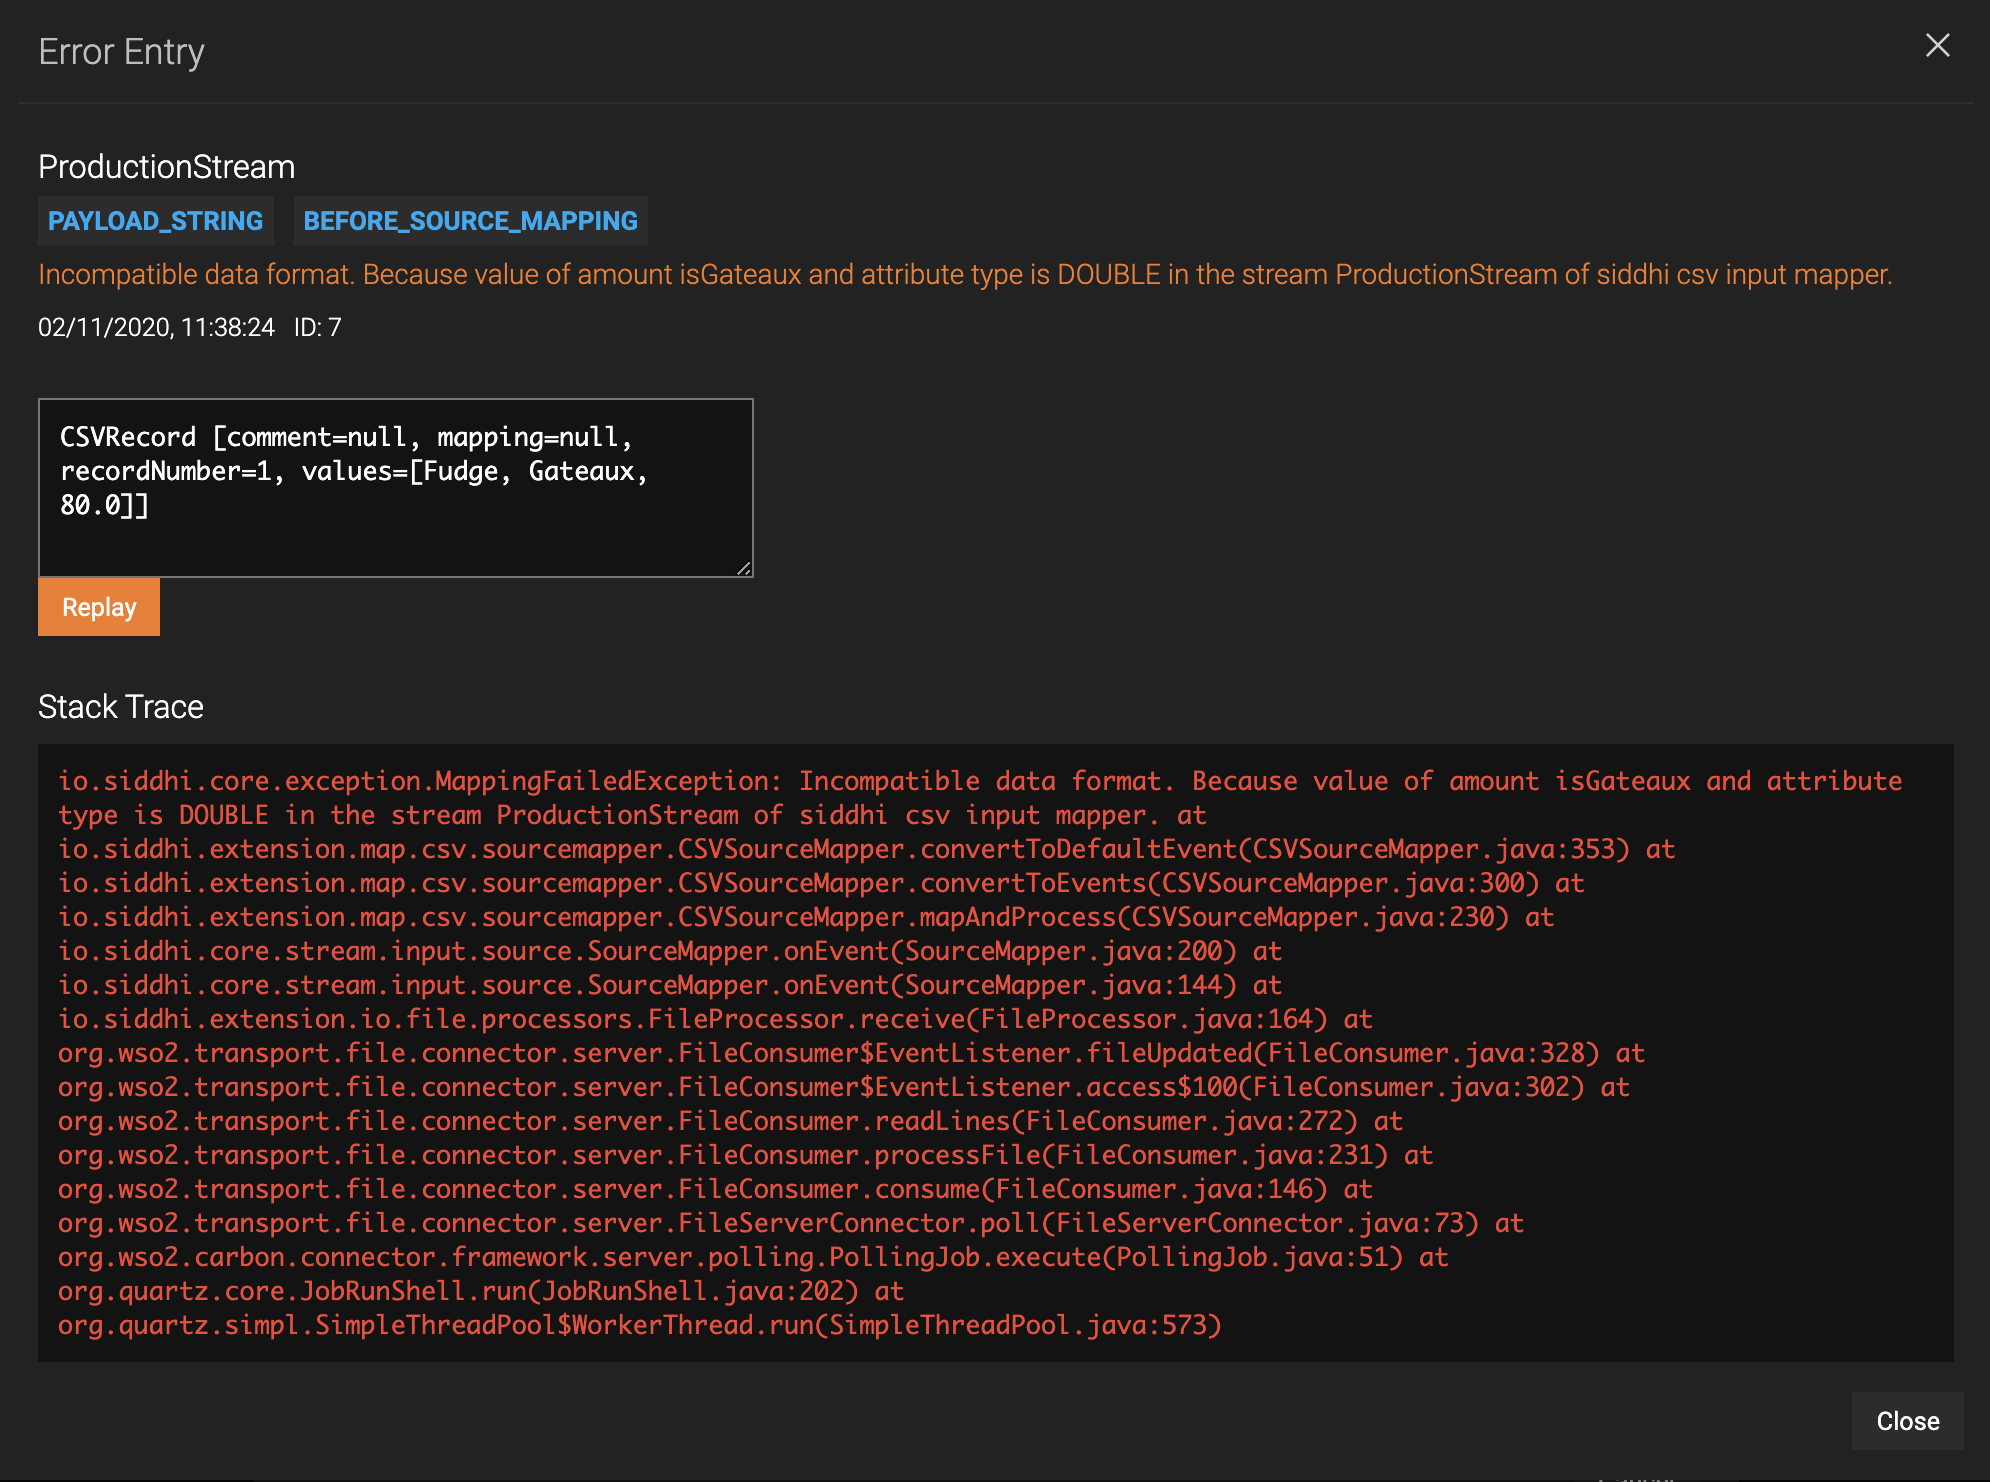 Error Entry
ProductionStream
PAYLOAD_STRING BEFORE_SOURCE_MAPPING
Incompatible data format. Because value of amount isGateaux and attribute type is DOUBLE in the stream ProductionStream of siddhi csv input mapper.
02/11/2020, 11:38:24 ID: 7
CSVRecord [comment=null, mapping=null,
recordNumber=1, values=[Fudge, Gateaux,
80.0]]
Replay
Stack Trace
io.siddhi.core.exception.MappingFailedException: Incompatible data format. Because value of amount isGateaux and attribute
type is DOUBLE in the stream ProductionStream of siddhi csv input mapper. at
io.siddhi.extension.map.csv.sourcemapper.CSVSourceMapper.convertToDefaultEvent(CSVSourceMapper.java:353) at
io.siddhi.extension.map.csv.sourcemapper.CSVSourceMapper.convertToEvents(CSVSourceMapper.java:300) at
io.siddhi.extension.map.csv.sourcemapper.CSVSourceMapper.mapAndProcess(CSVSourceMapper.java:230) at
io.siddhi.core.stream.input.source.SourceMapper.onEvent(SourceMapper.java:200) at
io.siddhi.core.stream.input.source.SourceMapper.onEvent(SourceMapper.java:144) at
io.siddhi.extension.io.file.processors.FileProcessor.receive(FileProcessor.java:164) at
org.wso2.transport.file.connector.server.FileConsumer$EventListener.fileUpdated(FileConsumer.java:328) at
org.wso2.transport.file.connector.server.FileConsumer$EventListener.access$100(FileConsumer.java:302) at
org.wso2.transport.file.connector.server.FileConsumer.readLines(FileConsumer.java:272) at
org.wso2.transport.file.connector.server.FileConsumer.processFile(FileConsumer.java:231) at
org.wso2.transport.file.connector.server.FileConsumer.consume(FileConsumer.java:146) at
org.wso2.transport.file.connector.server.FileServerConnector.poll(FileServerConnector.java:73) at
org.wso2.carbon.connector.framework.server.polling.PollingJob.execute(PollingJob.java:51) at
org.quartz.core.JobRunShell.run(JobRunShell.java:202) at
org.quartz.simpl.SimpleThreadPool$WorkerThread.run(SimpleThreadPool.java:573)
Close